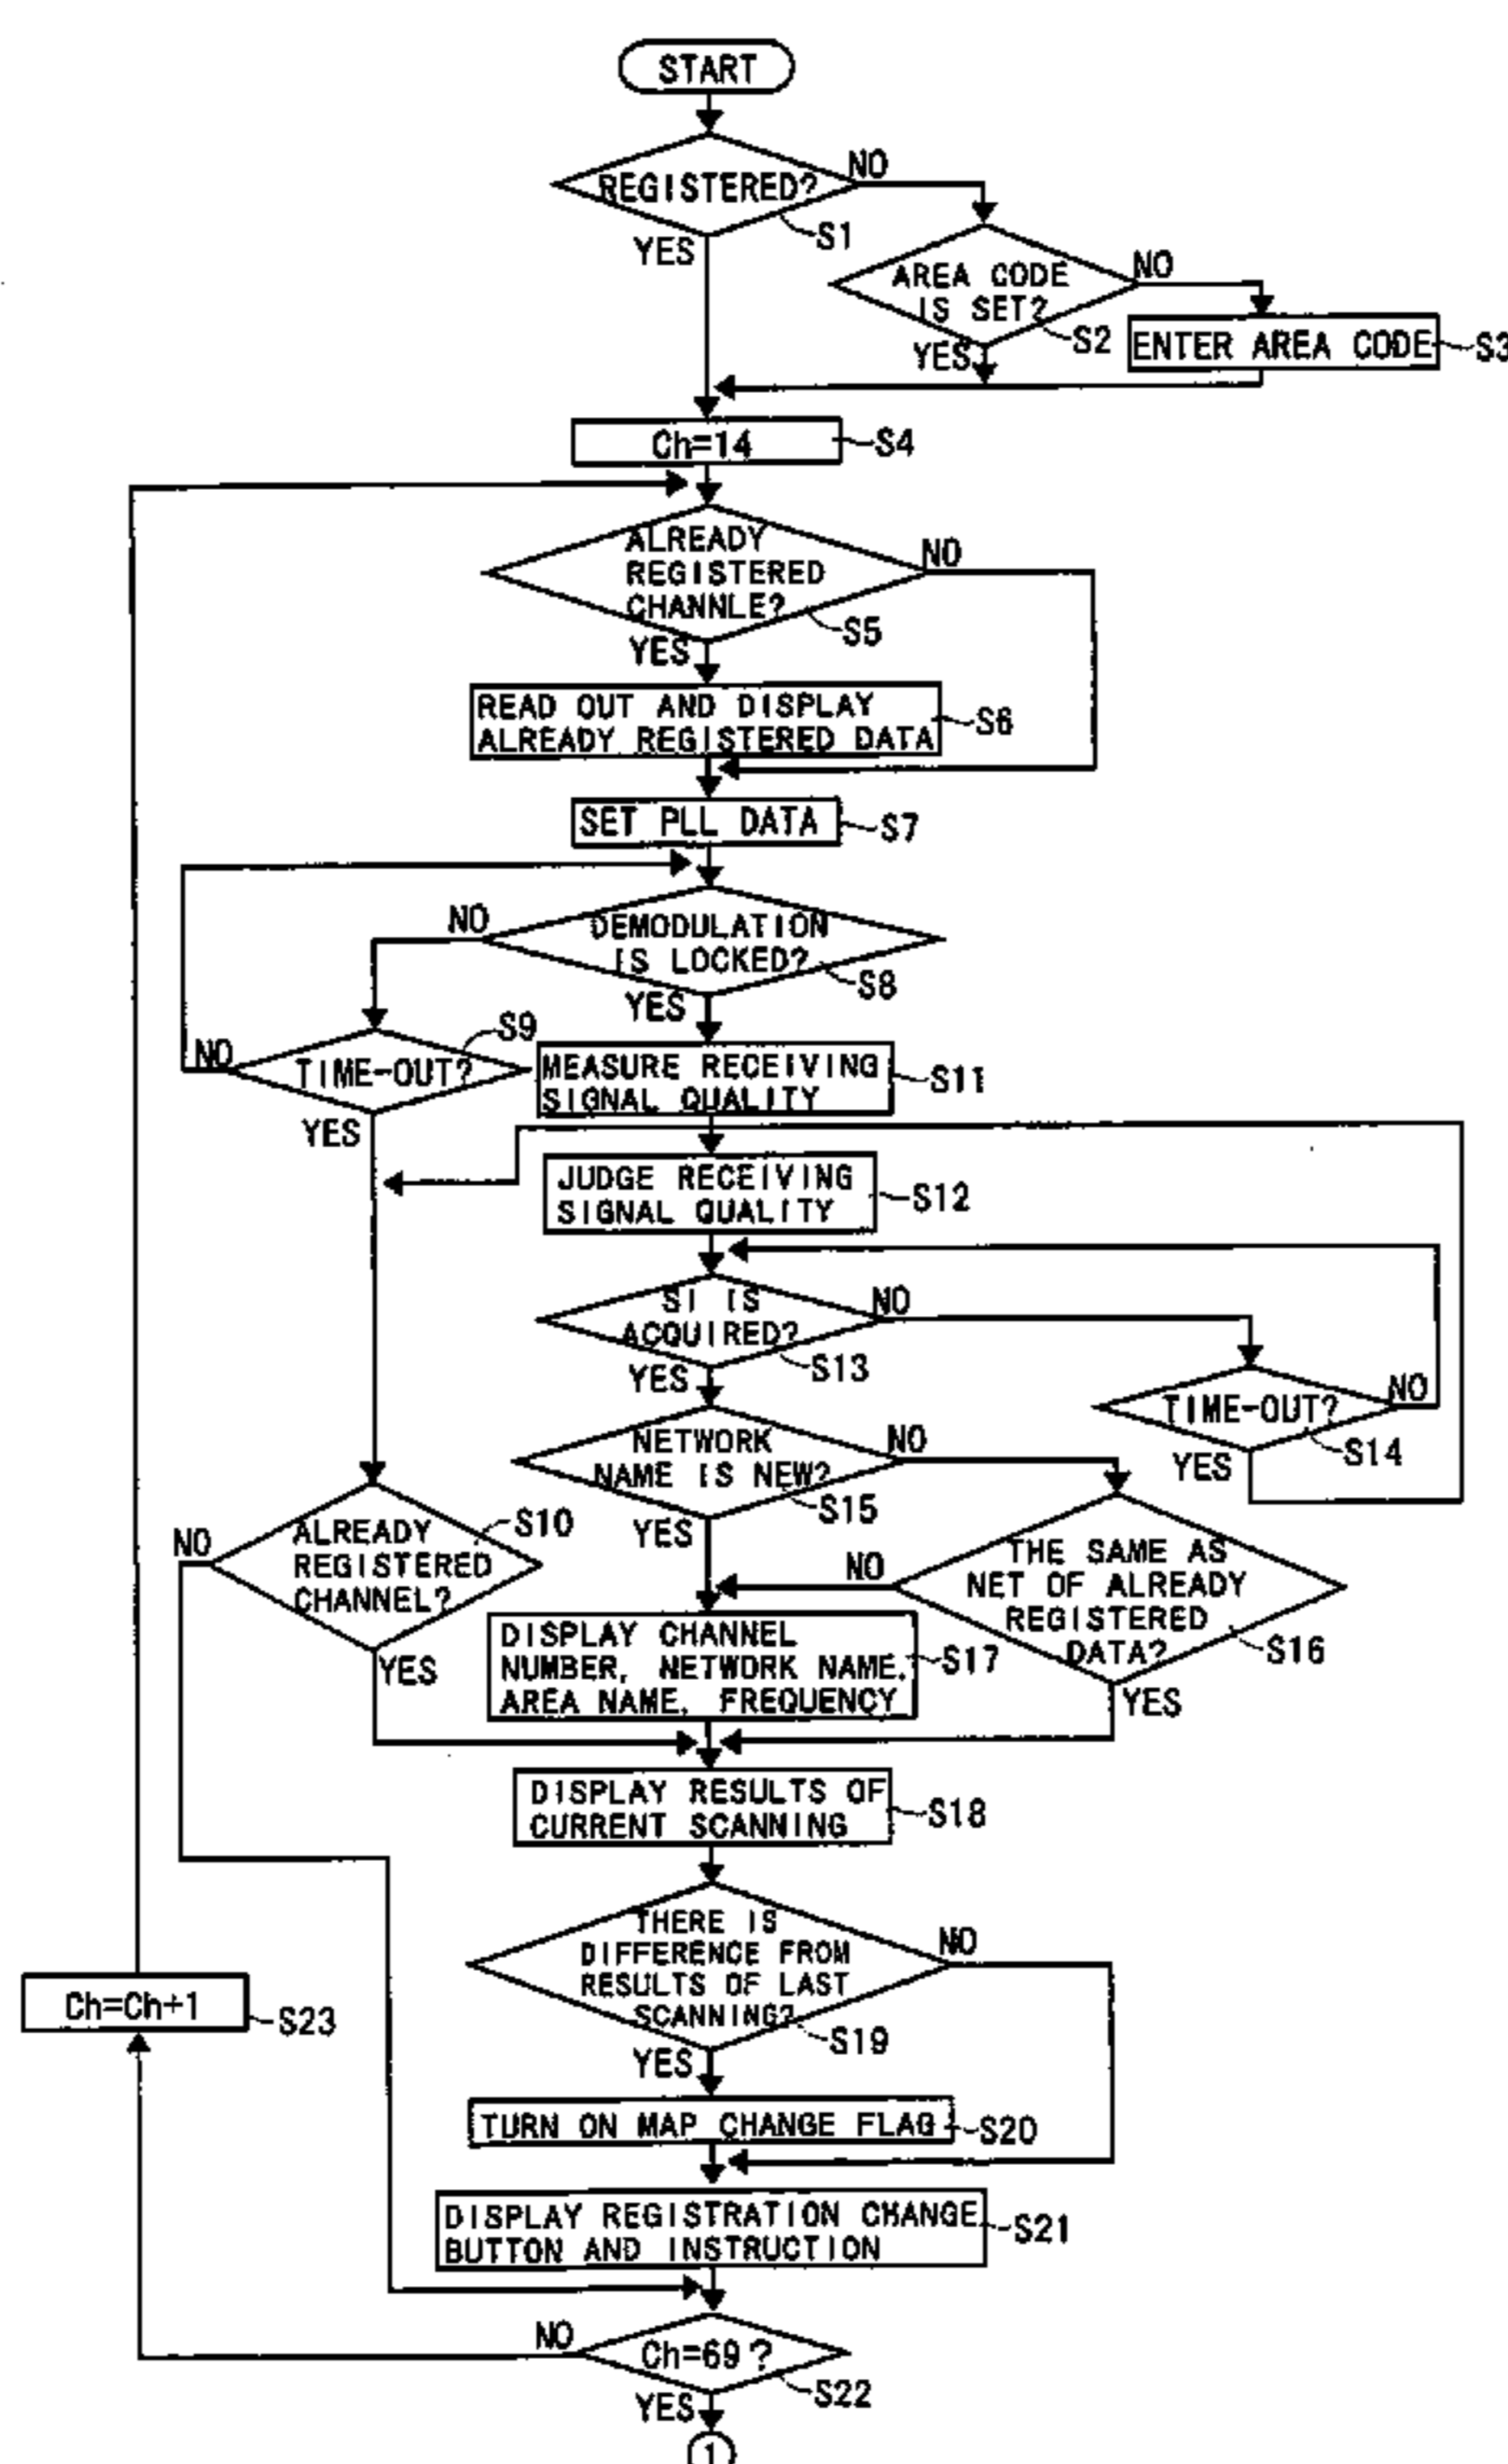 START
REGISTERED?
NO
S1
YES
AREA CODE
IS SET?
NO
S2
YES
ENTER AREA CODE
S3
Ch=14
S4
ALREADY
REGISTERED
CHANNLE?
NO
S5
YES
READ OUT AND DISPLAY
ALREADY REGISTERED DATA
S6
SET PLL DATA
S7
NO
DEMODULATION
IS LOCKED?
S8
YES
S9
NO
TIME-OUT?
YES
MEASURE RECEIVING
SIGNAL QUALITY
S11
JUDGE RECEIVING
SIGNAL QUALITY
S12
SI IS
ACQUIRED?
NO
S13
YES
TIME-OUT?
NO
S14
YES
NETWORK
NAME IS NEW?
NO
S15
YES
NO
ALREADY
REGISTERED
CHANNEL?
S10
YES
NO
THE SAME AS
NET OF ALREADY
REGISTERED
DATA?
S16
YES
DISPLAY CHANNEL
NUMBER, NETWORK NAME,
AREA NAME, FREQUENCY
S17
DISPLAY RESULTS OF
CURRENT SCANNING
S18
THERE IS
DIFFERENCE FROM
RESULTS OF LAST
SCANNING?
NO
S19
YES
Ch=Ch+1
S23
TURN ON MAP CHANGE FLAG
S20
DISPLAY REGISTRATION CHANGE
BUTTON AND INSTRUCTION
S21
NO
Ch=69?
S22
YES
1